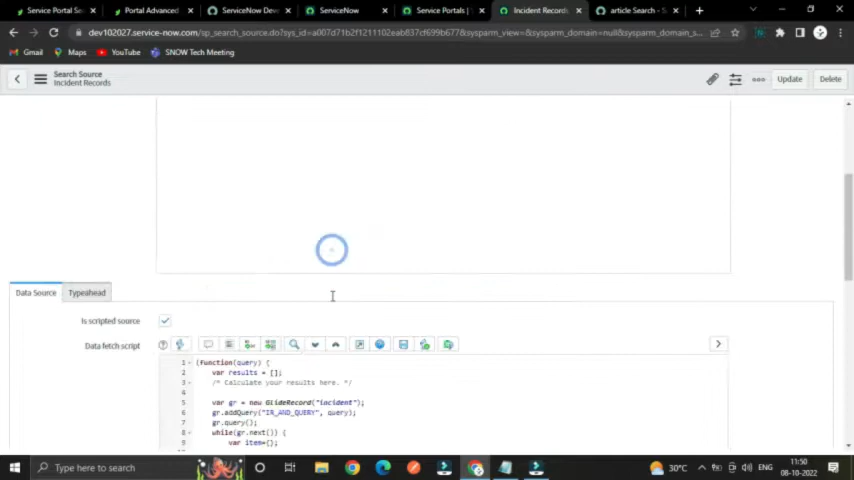 Service Portal Se
Portal Advanced
ServiceNow Deve
ServiceNow
Service Portals | V
Incident Records
article Search - S
dev102027.service-now.com/sp_search_source.do?sys_id=a007d71b2f1211102eab837cf699b677&sysparm_view=&sysparm_domain=null&sysparm_domain_s...
Gmail
Maps
YouTube
SNOW Tech Meeting
Search Source
Incident Records
Update
Delete
Data Source
Typeahead
Is scripted source
Data fetch script
1 (function(query) {
2 var results = [];
3 /* Calculate your results here. */
4
5 var gr = new GlideRecord("incident");
6 gr.addQuery("IR_AND_QUERY", query);
7 gr.query();
8 while(gr.next()) {
9 var item={};
Type here to search
30°C
ENG
11:50
08-10-2022